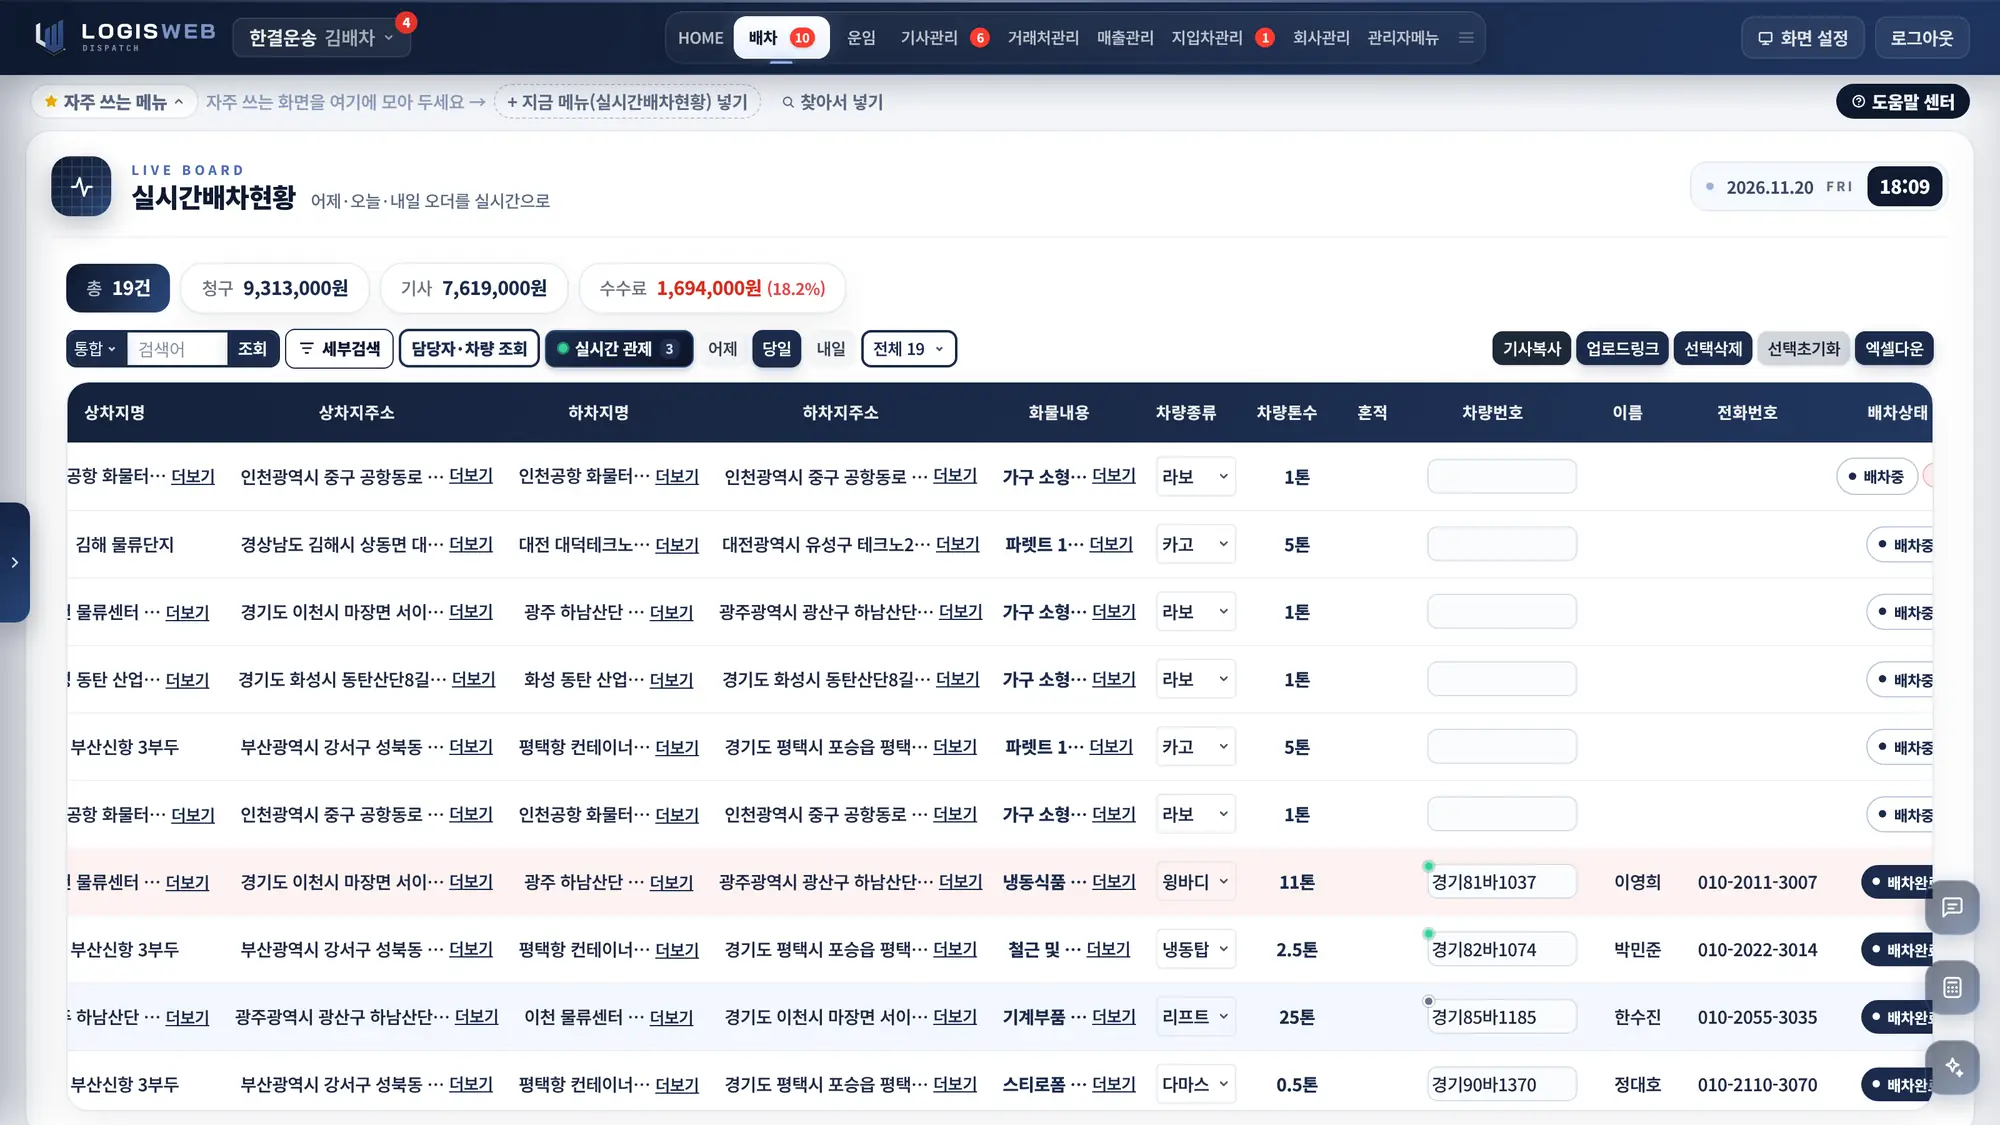 LOGISWEB
DISPATCH
한결운송 김배차
4
HOME 배차 10 운임 기사관리 6 거래처관리 매출관리 지입차관리 1 회사관리 관리자메뉴
화면 설정
로그아웃
자주 쓰는 메뉴 자주 쓰는 화면을 여기에 모아 두세요 → + 지금 메뉴(실시간배차현황) 넣기 찾아서 넣기
도움말 센터
LIVE BOARD
실시간배차현황 어제·오늘·내일 오더를 실시간으로
2026.11.20 FRI 18:09
총 19건 청구 9,313,000원 기사 7,619,000원 수수료 1,694,000원 (18.2%)
통합 검색어 조회 세부검색 담당자·차량 조회 실시간 관제 3 어제 당일 내일 전체 19
기사복사 업로드링크 선택삭제 선택초기화 엑셀다운
상차지명 상차지주소 하차지명 하차지주소 화물내용 차량종류 차량톤수 혼적 차량번호 이름 전화번호 배차상태
공항 화물터… 더보기 인천광역시 중구 공항동로 … 더보기 인천공항 화물터… 더보기 인천광역시 중구 공항동로 … 더보기 가구 소형… 더보기 라보 1톤 배차중
김해 물류단지 경상남도 김해시 상동면 대… 더보기 대전 대덕테크노… 더보기 대전광역시 유성구 테크노2… 더보기 파렛트 1… 더보기 카고 5톤 배차중
물류센터 … 더보기 경기도 이천시 마장면 서이… 더보기 광주 하남산단 … 더보기 광주광역시 광산구 하남산단… 더보기 가구 소형… 더보기 라보 1톤 배차중
동탄 산업… 더보기 경기도 화성시 동탄산단8길… 더보기 화성 동탄 산업… 더보기 경기도 화성시 동탄산단8길… 더보기 가구 소형… 더보기 라보 1톤 배차중
부산신항 3부두 부산광역시 강서구 성북동 … 더보기 평택항 컨테이너… 더보기 경기도 평택시 포승읍 평택… 더보기 파렛트 1… 더보기 카고 5톤 배차중
공항 화물터… 더보기 인천광역시 중구 공항동로 … 더보기 인천공항 화물터… 더보기 인천광역시 중구 공항동로 … 더보기 가구 소형… 더보기 라보 1톤 배차중
물류센터 … 더보기 경기도 이천시 마장면 서이… 더보기 광주 하남산단 … 더보기 광주광역시 광산구 하남산단… 더보기 냉동식품 … 더보기 윙바디 11톤 경기81바1037 이영희 010-2011-3007 배차완료
부산신항 3부두 부산광역시 강서구 성북동 … 더보기 평택항 컨테이너… 더보기 경기도 평택시 포승읍 평택… 더보기 철근 및 … 더보기 냉동탑 2.5톤 경기82바1074 박민준 010-2022-3014 배차완료
하남산단 … 더보기 광주광역시 광산구 하남산단… 더보기 이천 물류센터 … 더보기 경기도 이천시 마장면 서이… 더보기 기계부품 … 더보기 리프트 25톤 경기85바1185 한수진 010-2055-3035 배차완료
부산신항 3부두 부산광역시 강서구 성북동 … 더보기 평택항 컨테이너… 더보기 경기도 평택시 포승읍 평택… 더보기 스티로폼 … 더보기 다마스 0.5톤 경기90바1370 정대호 010-2110-3070 배차완료